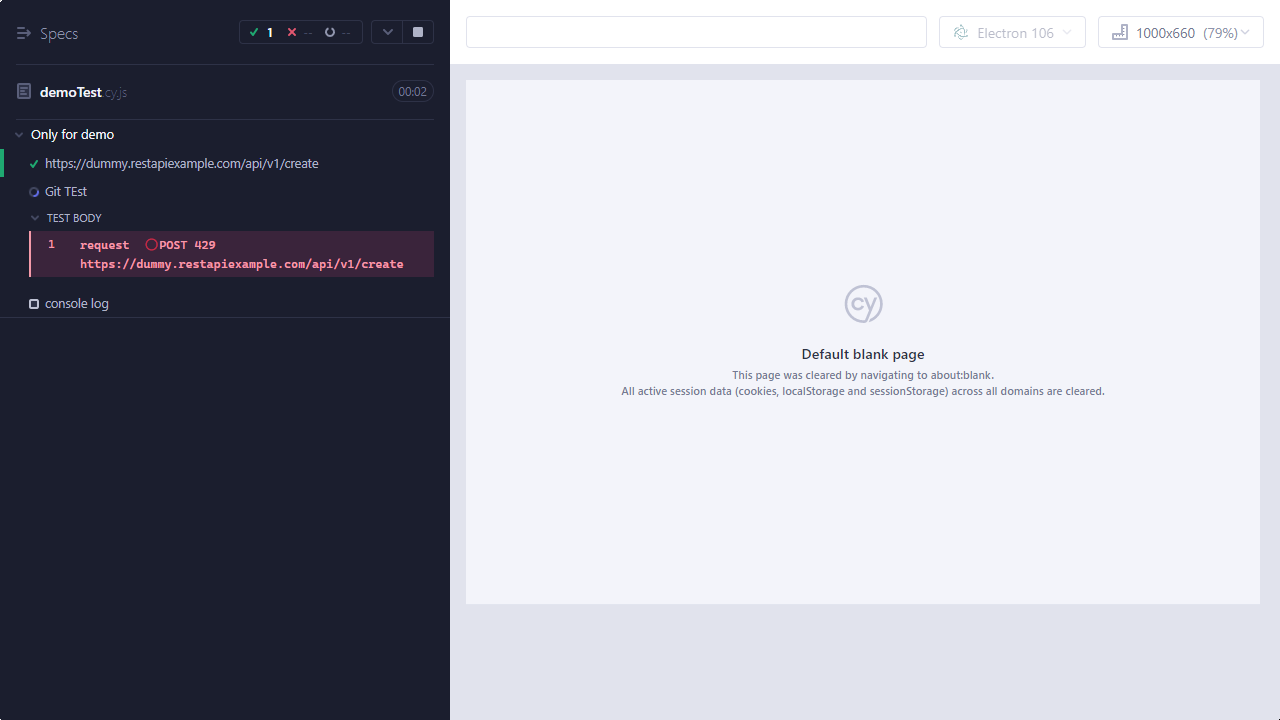 Specs
1 -- --
demoTest.cy.js
00:02
Only for demo
https://dummy.restapiexample.com/api/v1/create
Git TEst
TEST BODY
1 request POST 429
https://dummy.restapiexample.com/api/v1/create
console log
Electron 106
1000x660 (79%)
cy
Default blank page
This page was cleared by navigating to about:blank.
All active session data (cookies, localStorage and sessionStorage) across all domains are cleared.